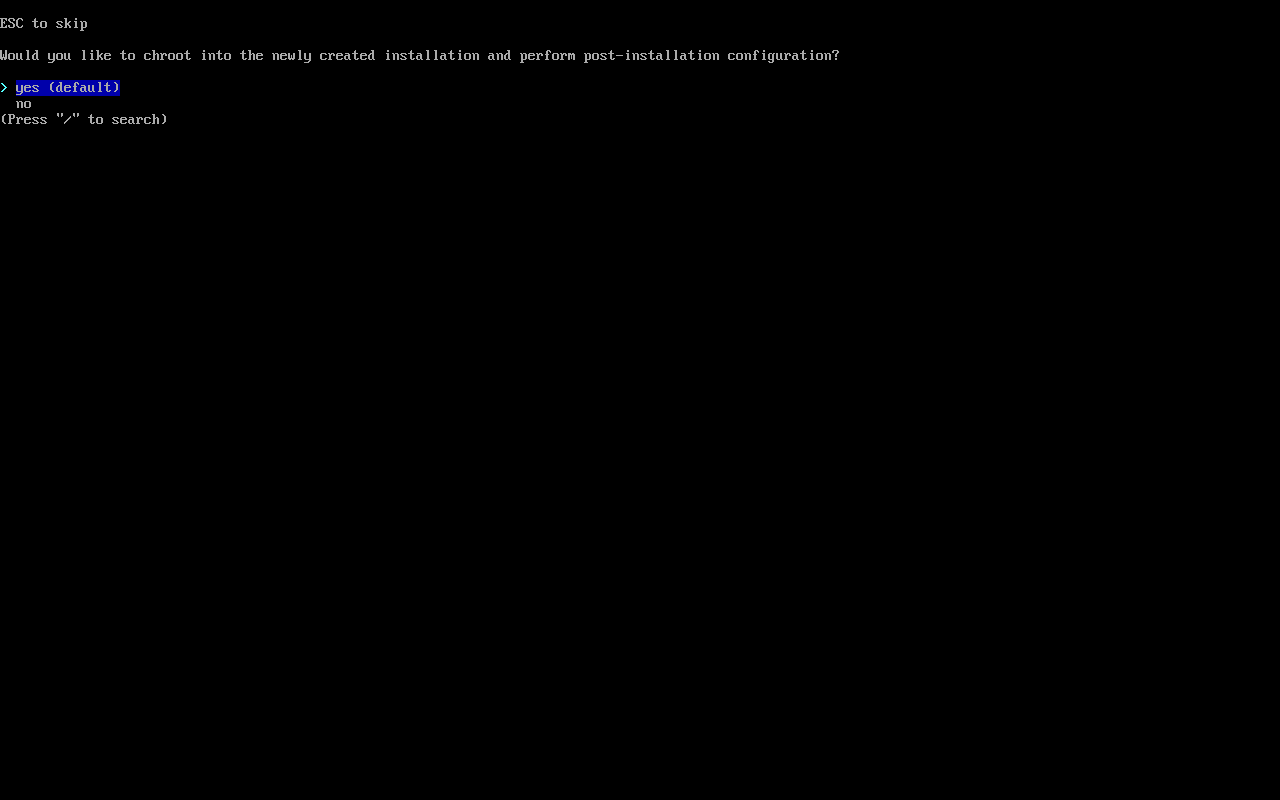 ESC to skip
Would you like to chroot into the newly created installation and perform post-installation configuration?
> yes (default)
no
(Press "/" to search)